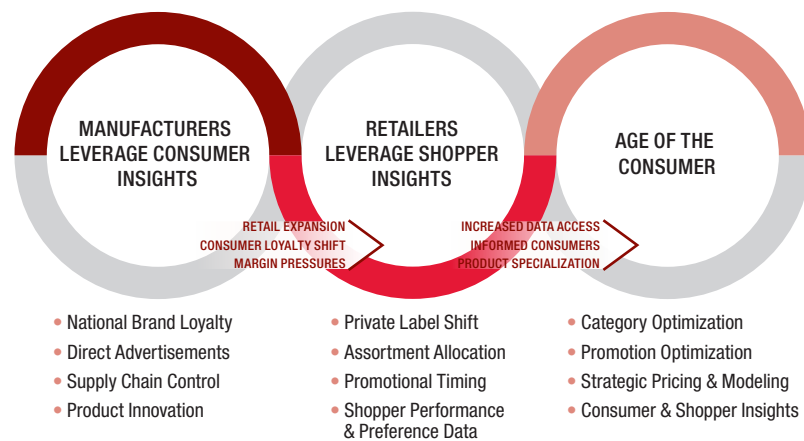 MANUFACTURERS
LEVERAGE CONSUMER
INSIGHTS
RETAILERS
LEVERAGE SHOPPER
INSIGHTS
AGE OF THE
CONSUMER
RETAIL EXPANSION
CONSUMER LOYALTY SHIFT
MARGIN PRESSURES
INCREASED DATA ACCESS
INFORMED CONSUMERS
PRODUCT SPECIALIZATION
• National Brand Loyalty
• Direct Advertisements
• Supply Chain Control
• Product Innovation
• Private Label Shift
• Assortment Allocation
• Promotional Timing
• Shopper Performance
& Preference Data
• Category Optimization
• Promotion Optimization
• Strategic Pricing & Modeling
• Consumer & Shopper Insights